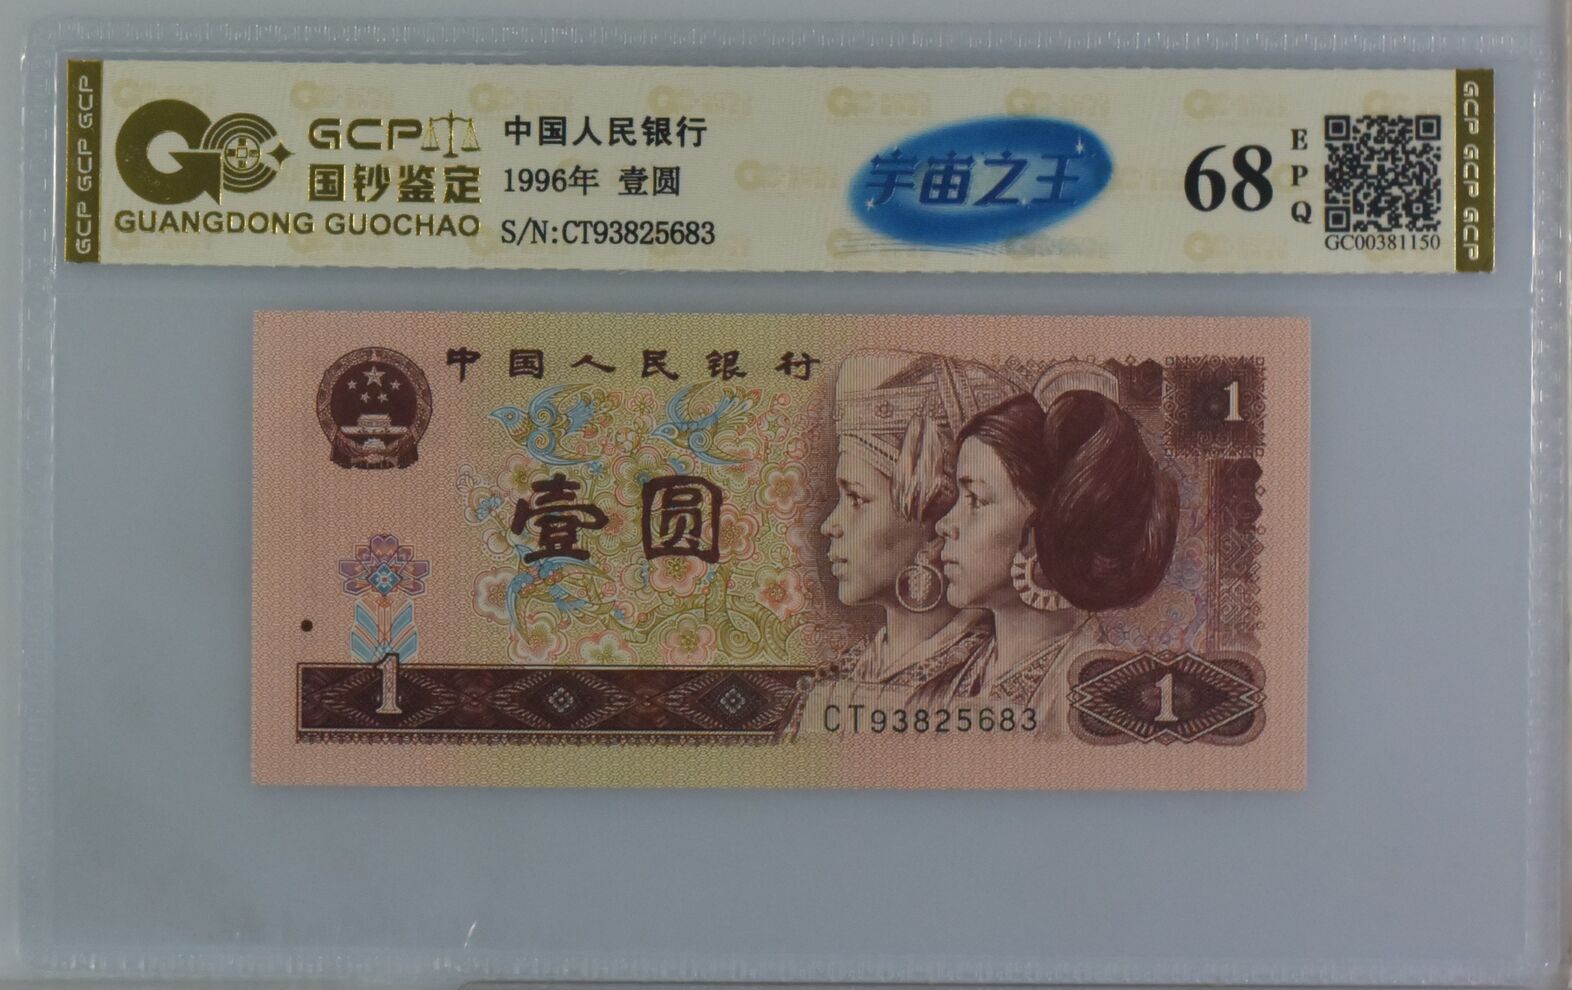 GCP GCP GCP
GCP
国钞鉴定
GUANGDONG GUOCHAO
中国人民银行
1996年 壹圆
S/N:CT93825683
宇宙之王
68
EPQ
GC00381150
GCP GCP GCP
中国人民银行
1
壹圆
1
CT93825683
1